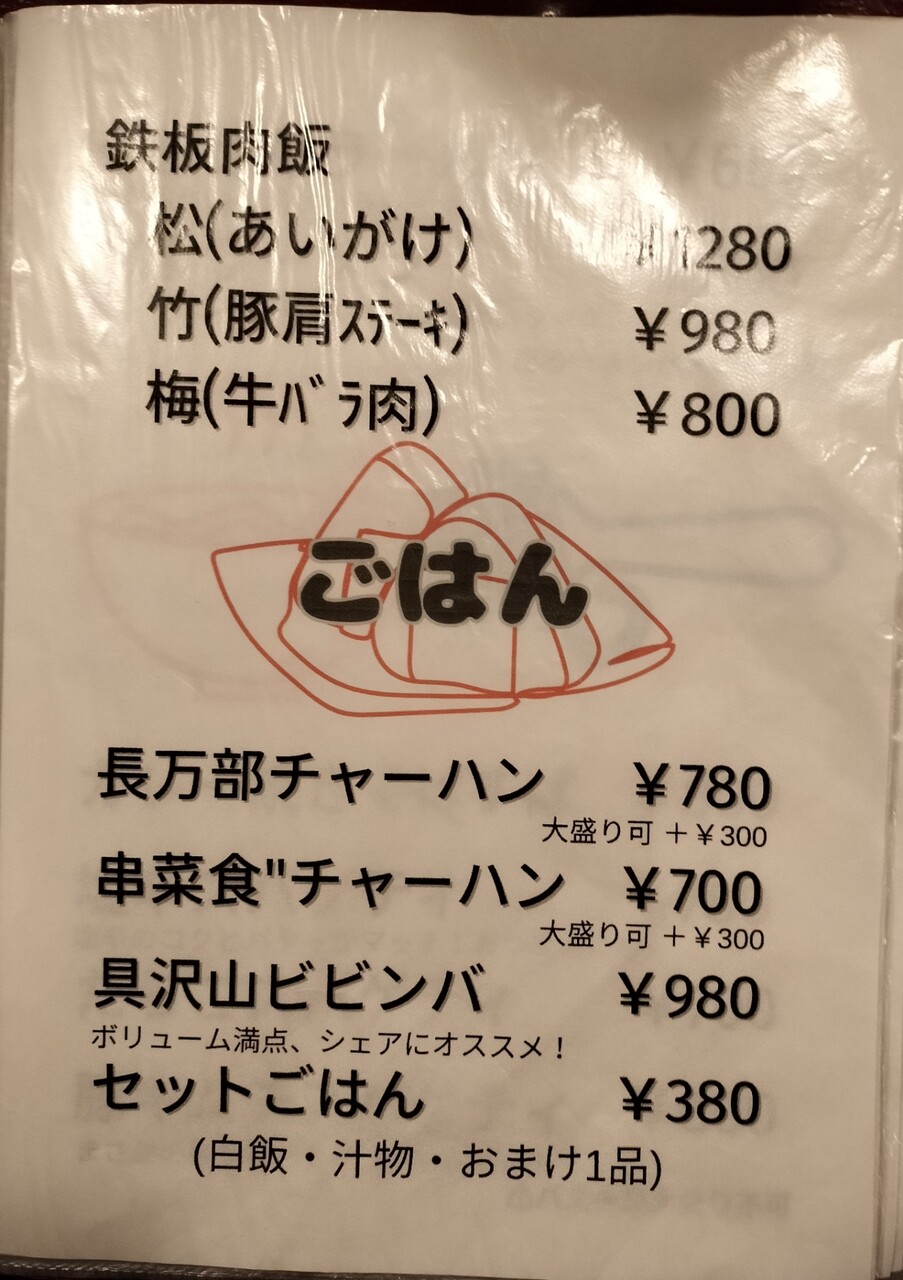 鉄板肉飯
松(あいがけ) ¥1280
竹(豚肩ｽﾃｰｷ) ¥980
梅(牛ﾊﾞﾗ肉) ¥800
ごはん
長万部チャーハン ¥780
大盛り可 +¥300
串菜食"チャーハン ¥700
大盛り可 +¥300
具沢山ビビンバ ¥980
ボリューム満点、シェアにオススメ！
セットごはん ¥380
(白飯・汁物・おまけ1品)